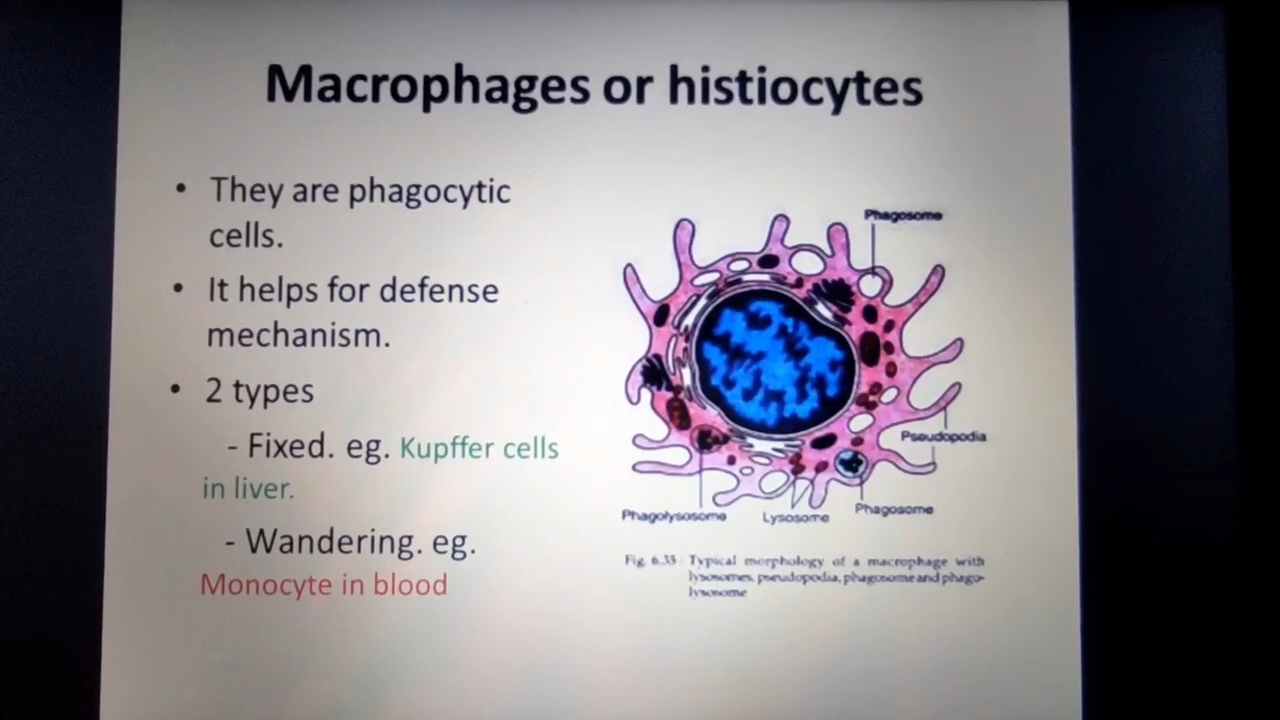 Macrophages or histiocytes
• They are phagocytic
cells.
• It helps for defense
mechanism.
• 2 types
- Fixed. eg. Kupffer cells
in liver.
- Wandering. eg.
Monocyte in blood
Phagosome
Pseudopodia
Phagosome
Phagolysosome
Lysosome
Fig. 6.35 : Typical morphology of a macrophage with
lysosomes, pseudopodia, phagosome and phago-
lysosome